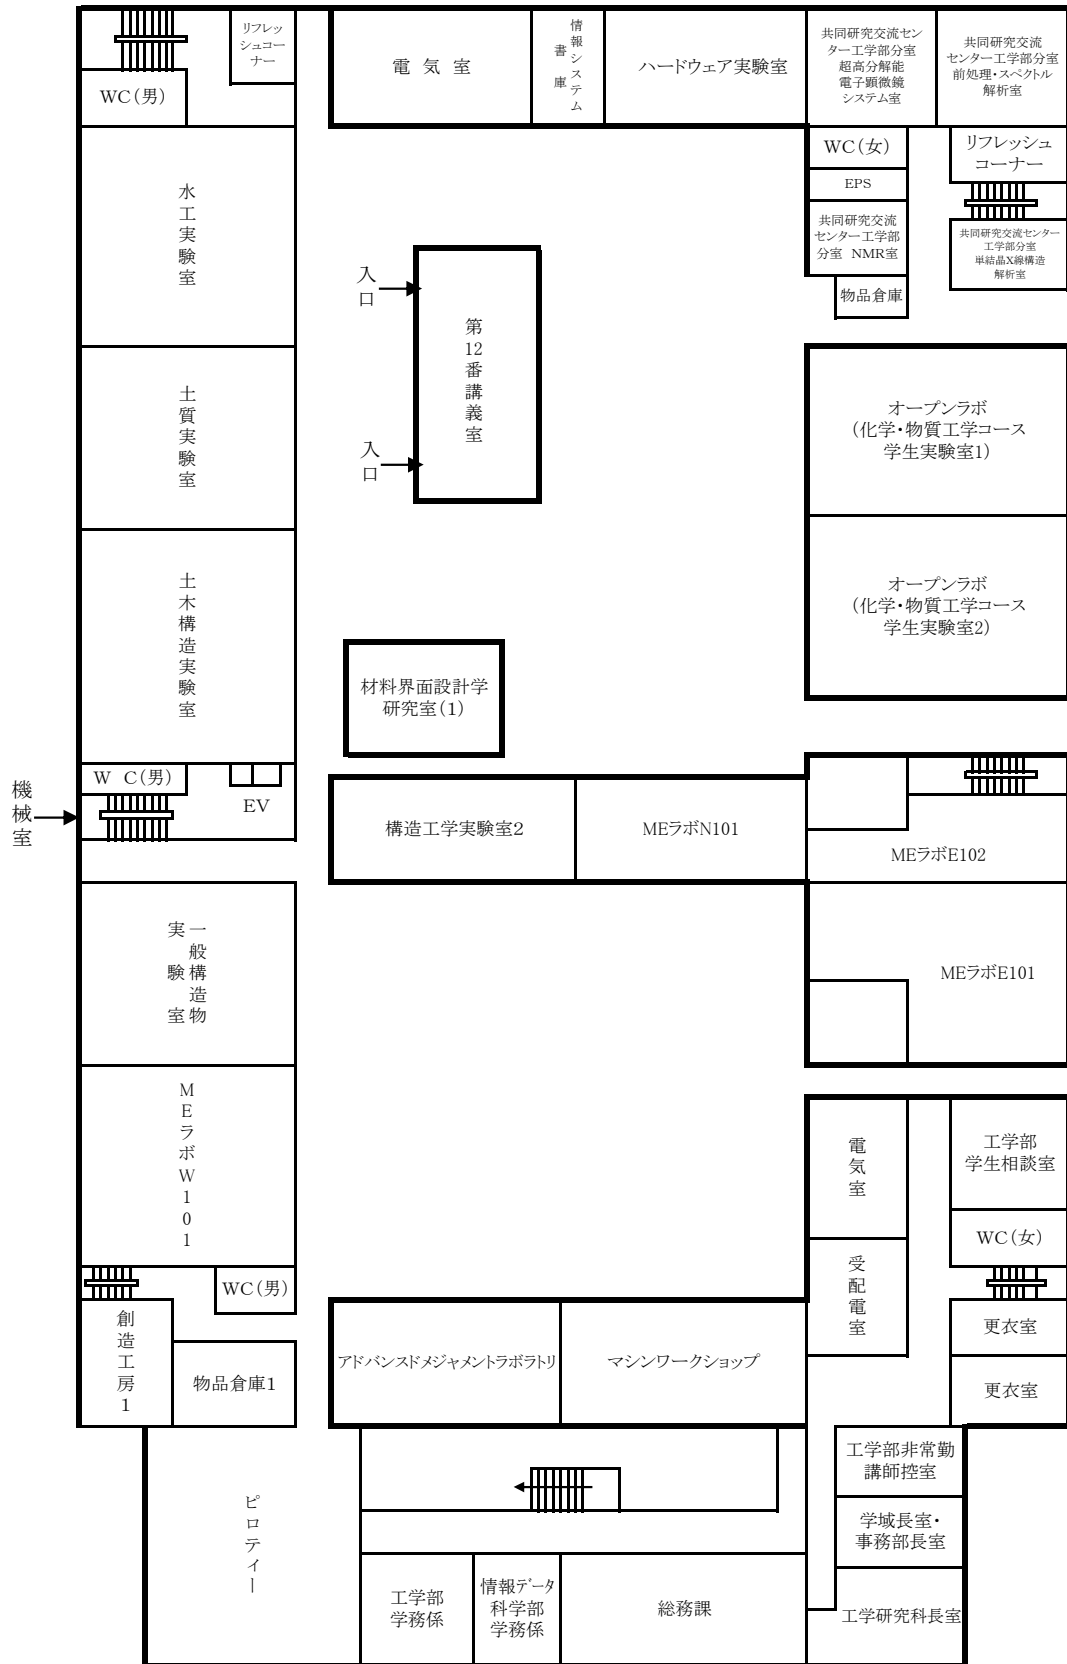 リフレッ
シュコー
ナー
WC(男)
電気室
情報システム
書庫
ハードウェア実験室
共同研究交流セン
ター工学部分室
超高分解能
電子顕微鏡
システム室
共同研究交流
センター工学部分室
前処理・スペクトル
解析室
WC(女)
EPS
共同研究交流
センター工学部
分室 NMR室
物品倉庫
リフレッシュ
コーナー
共同研究交流センター
工学部分室
単結晶X線構造
解析室
水工実験室
入口
第12番講義室
入口
土質実験室
オープンラボ
(化学・物質工学コース
学生実験室1)
土木構造実験室
オープンラボ
(化学・物質工学コース
学生実験室2)
材料界面設計学
研究室(1)
W C(男)
EV
機械室
構造工学実験室2
MEラボN101
MEラボE102
一般構造物
実験室
MEラボE101
MEラボW101
電気室
工学部
学生相談室
WC(女)
受配電室
WC(男)
創造工房1
物品倉庫1
アドバンスドメジャメントラボラトリ
マシンワークショップ
更衣室
更衣室
ピロティー
工学部非常勤
講師控室
学域長室・
事務部長室
工学研究科長室
工学部
学務係
情報データ
科学部
学務係
総務課